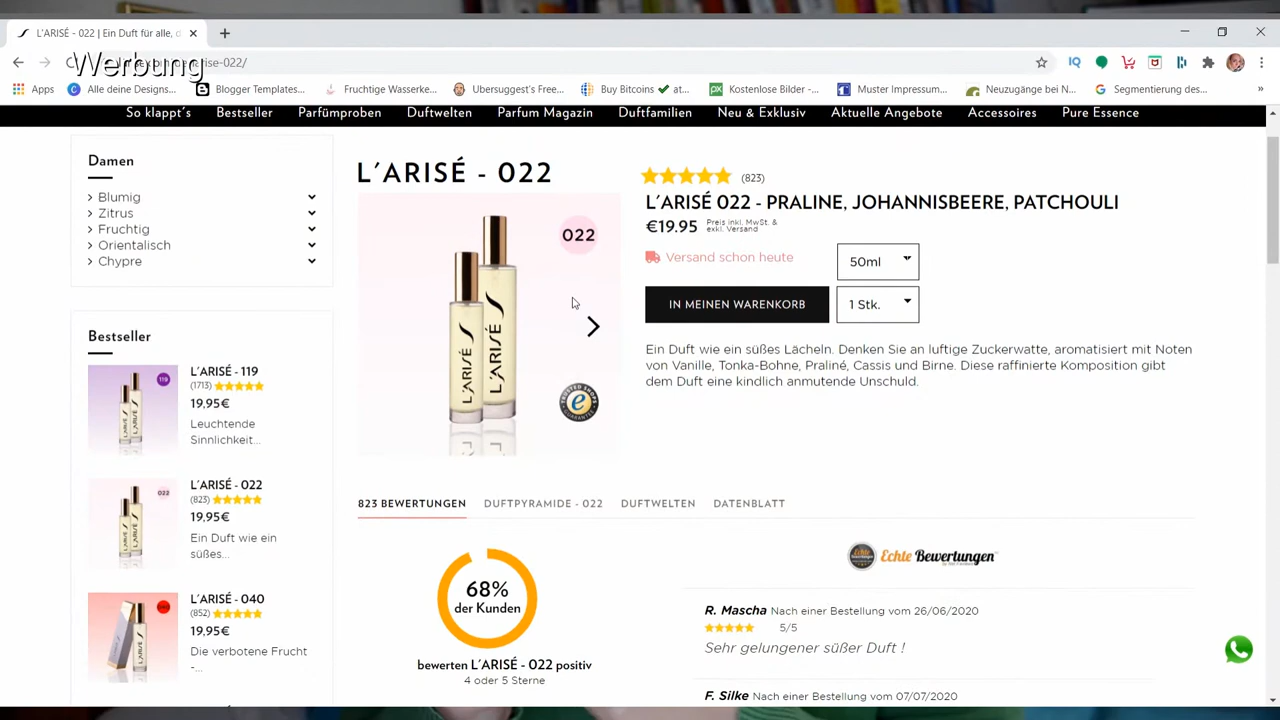 L'ARISÉ - 022 | Ein Duft für alle, d
Werbung
se-022/
Apps
Alle deine Designs...
Blogger Templates...
Fruchtige Wasserke...
Ubersuggest's Free...
Buy Bitcoins ✔ at...
Kostenlose Bilder -...
Muster Impressum...
Neuzugänge bei N...
Segmentierung des...
So klappt's
Bestseller
Parfümproben
Duftwelten
Parfum Magazin
Duftfamilien
Neu & Exklusiv
Aktuelle Angebote
Accessoires
Pure Essence
Damen
Blumig
Zitrus
Fruchtig
Orientalisch
Chypre
Bestseller
L'ARISÉ - 119
(1713)
19,95€
Leuchtende
Sinnlichkeit...
119
L'ARISÉ
L'ARISÉ - 022
(823)
19,95€
Ein Duft wie ein
süßes...
022
L'ARISÉ - 040
(852)
19,95€
Die verbotene Frucht
-...
L'ARISÉ - 022
022
L'ARISÉ
L'ARISÉ
TRUSTED SHOPS
GUARANTEE
(823)
L'ARISÉ 022 - PRALINE, JOHANNISBEERE, PATCHOULI
€19.95
Preis inkl. MwSt. &
exkl. Versand
Versand schon heute
50ml
IN MEINEN WARENKORB
1 Stk.
Ein Duft wie ein süßes Lächeln. Denken Sie an luftige Zuckerwatte, aromatisiert mit Noten
von Vanille, Tonka-Bohne, Praliné, Cassis und Birne. Diese raffinierte Komposition gibt
dem Duft eine kindlich anmutende Unschuld.
823 BEWERTUNGEN
DUFTPYRAMIDE - 022
DUFTWELTEN
DATENBLATT
68%
der Kunden
bewerten L'ARISÉ - 022 positiv
4 oder 5 Sterne
Echte Bewertungen
R. Mascha Nach einer Bestellung vom 26/06/2020
5/5
Sehr gelungener süßer Duft !
F. Silke Nach einer Bestellung vom 07/07/2020